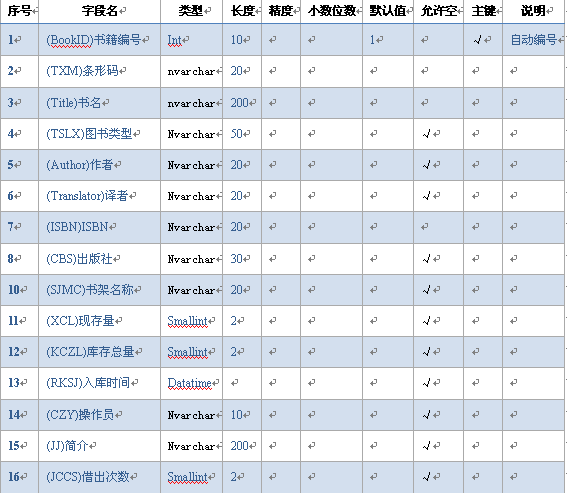 序号 字段名 类型 长度 精度 小数位数 默认值 允许空 主键 说明
1 (BookID)书籍编号 Int 10 1 √ 自动编号
2 (TXM)条形码 nvarchar 20
3 (Title)书名 nvarchar 200
4 (TSLX)图书类型 Nvarchar 50 √
5 (Author)作者 Nvarchar 20 √
6 (Translator)译者 Nvarchar 20 √
7 (ISBN)ISBN Nvarchar 20
8 (CBS)出版社 Nvarchar 30 √
10 (SJMC)书架名称 Nvarchar 20 √
11 (XCL)现存量 Smallint 2 √
12 (KCZL)库存总量 Smallint 2 √
13 (RKSJ)入库时间 Datatime √
14 (CZY)操作员 Nvarchar 10 √
15 (JJ)简介 Nvarchar 200 √
16 (JCCS)借出次数 Smallint 2 √